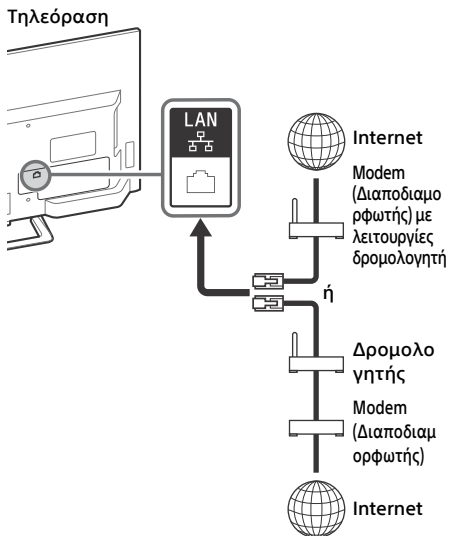 Τηλεόραση
LAN
Internet
Modem
(Διαποδιαμο
ρφωτής) με
λειτουργίες
δρομολογητή
ή
Δρομολο
γητής
Modem
(Διαποδιαμ
ορφωτής)
Internet